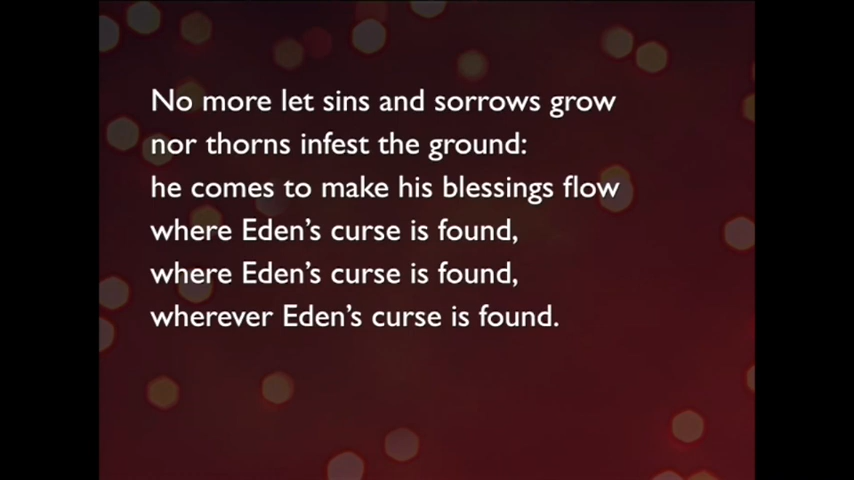 No more let sins and sorrows grow
nor thorns infest the ground:
he comes to make his blessings flow
where Eden’s curse is found,
where Eden’s curse is found,
wherever Eden’s curse is found.